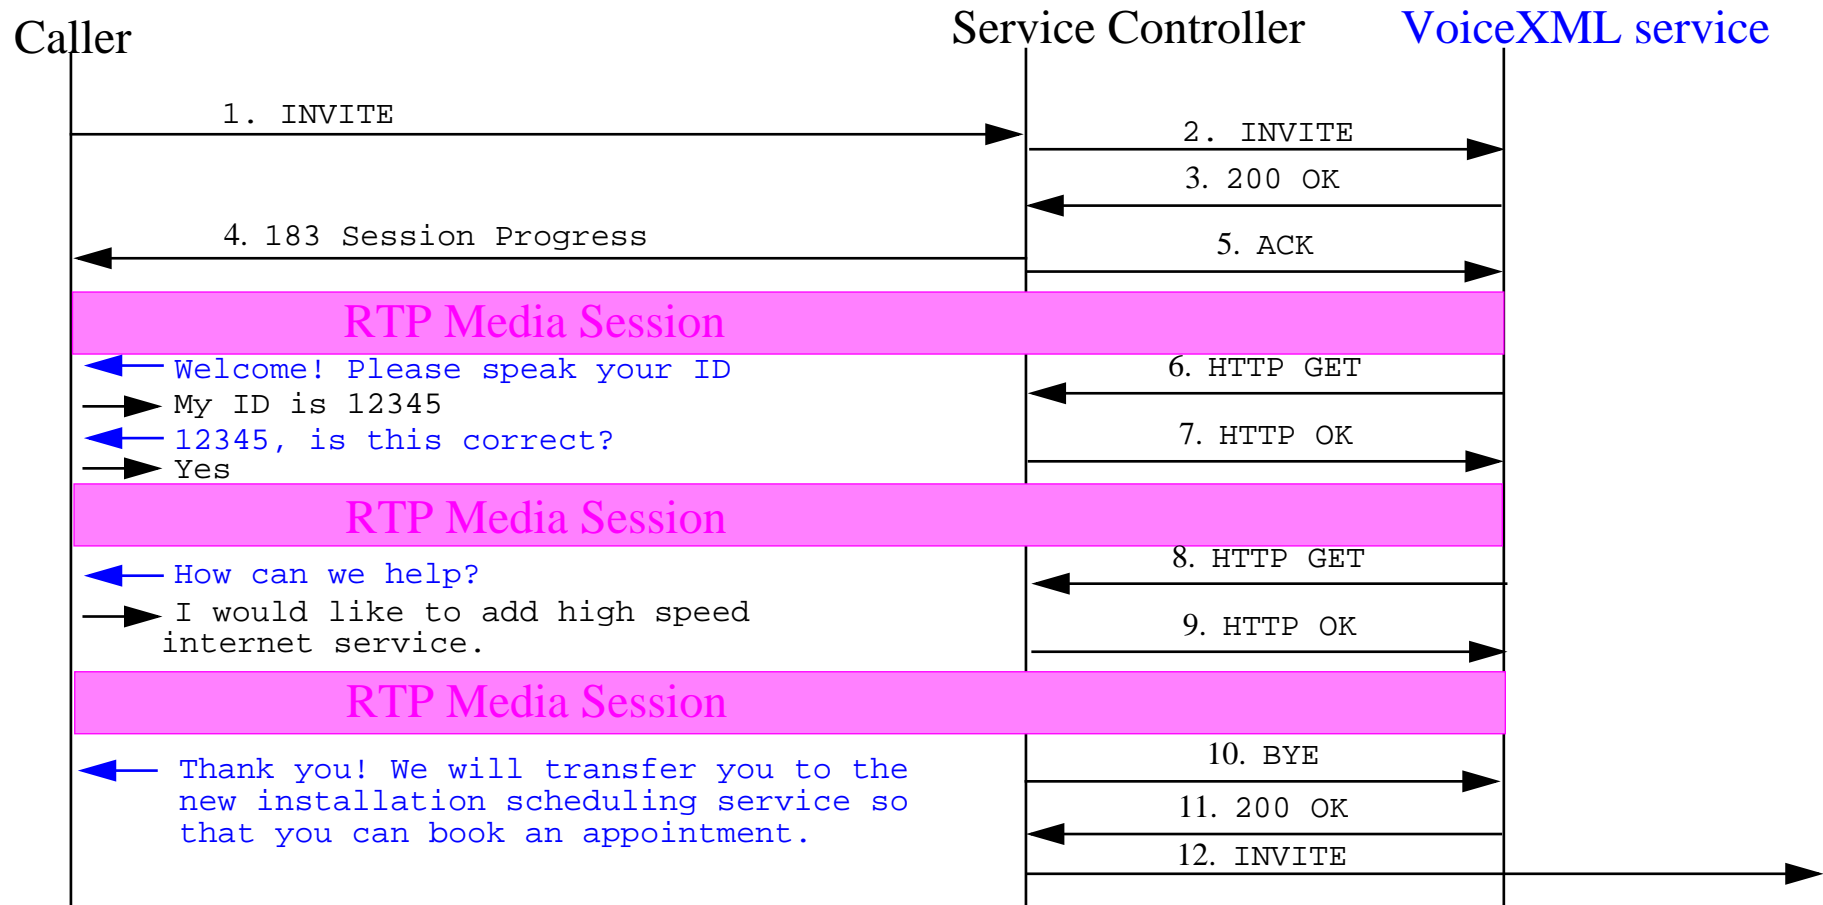 Caller
Service Controller
VoiceXML service
1. INVITE
2. INVITE
3. 200 OK
4. 183 Session Progress
5. ACK
RTP Media Session
Welcome! Please speak your ID
6. HTTP GET
My ID is 12345
12345, is this correct?
7. HTTP OK
Yes
RTP Media Session
8. HTTP GET
How can we help?
I would like to add high speed
internet service.
9. HTTP OK
RTP Media Session
10. BYE
Thank you! We will transfer you to the
new installation scheduling service so
that you can book an appointment.
11. 200 OK
12. INVITE